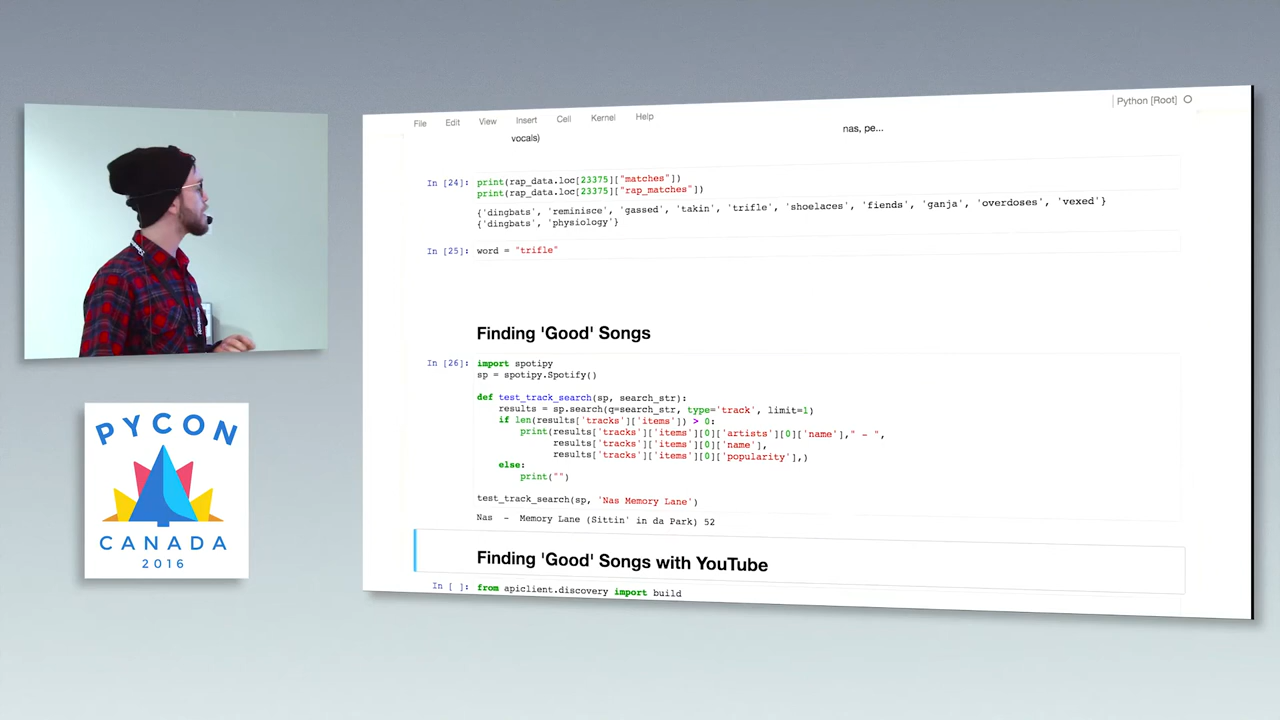 File Edit View Insert Cell Kernel Help
Python [Root]
vocals)
nas, pe...
In [24]: print(rap_data.loc[23375]["matches"])
print(rap_data.loc[23375]["rap_matches"])
{'dingbats', 'reminisce', 'gassed', 'takin', 'trifle', 'shoelaces', 'fiends', 'ganja', 'overdoses', 'vexed'}
{'dingbats', 'physiology'}
In [25]: word = "trifle"
Finding 'Good' Songs
In [26]: import spotipy
sp = spotipy.Spotify()
def test_track_search(sp, search_str):
results = sp.search(q=search_str, type='track', limit=1)
if len(results['tracks']['items']) > 0:
print(results['tracks']['items'][0]['artists'][0]['name']," - ",
results['tracks']['items'][0]['name'],
results['tracks']['items'][0]['popularity'],)
else:
print("")
test_track_search(sp, 'Nas Memory Lane')
Nas - Memory Lane (Sittin' in da Park) 52
Finding 'Good' Songs with YouTube
In [ ]: from apiclient.discovery import build
PYCON
CANADA
2016